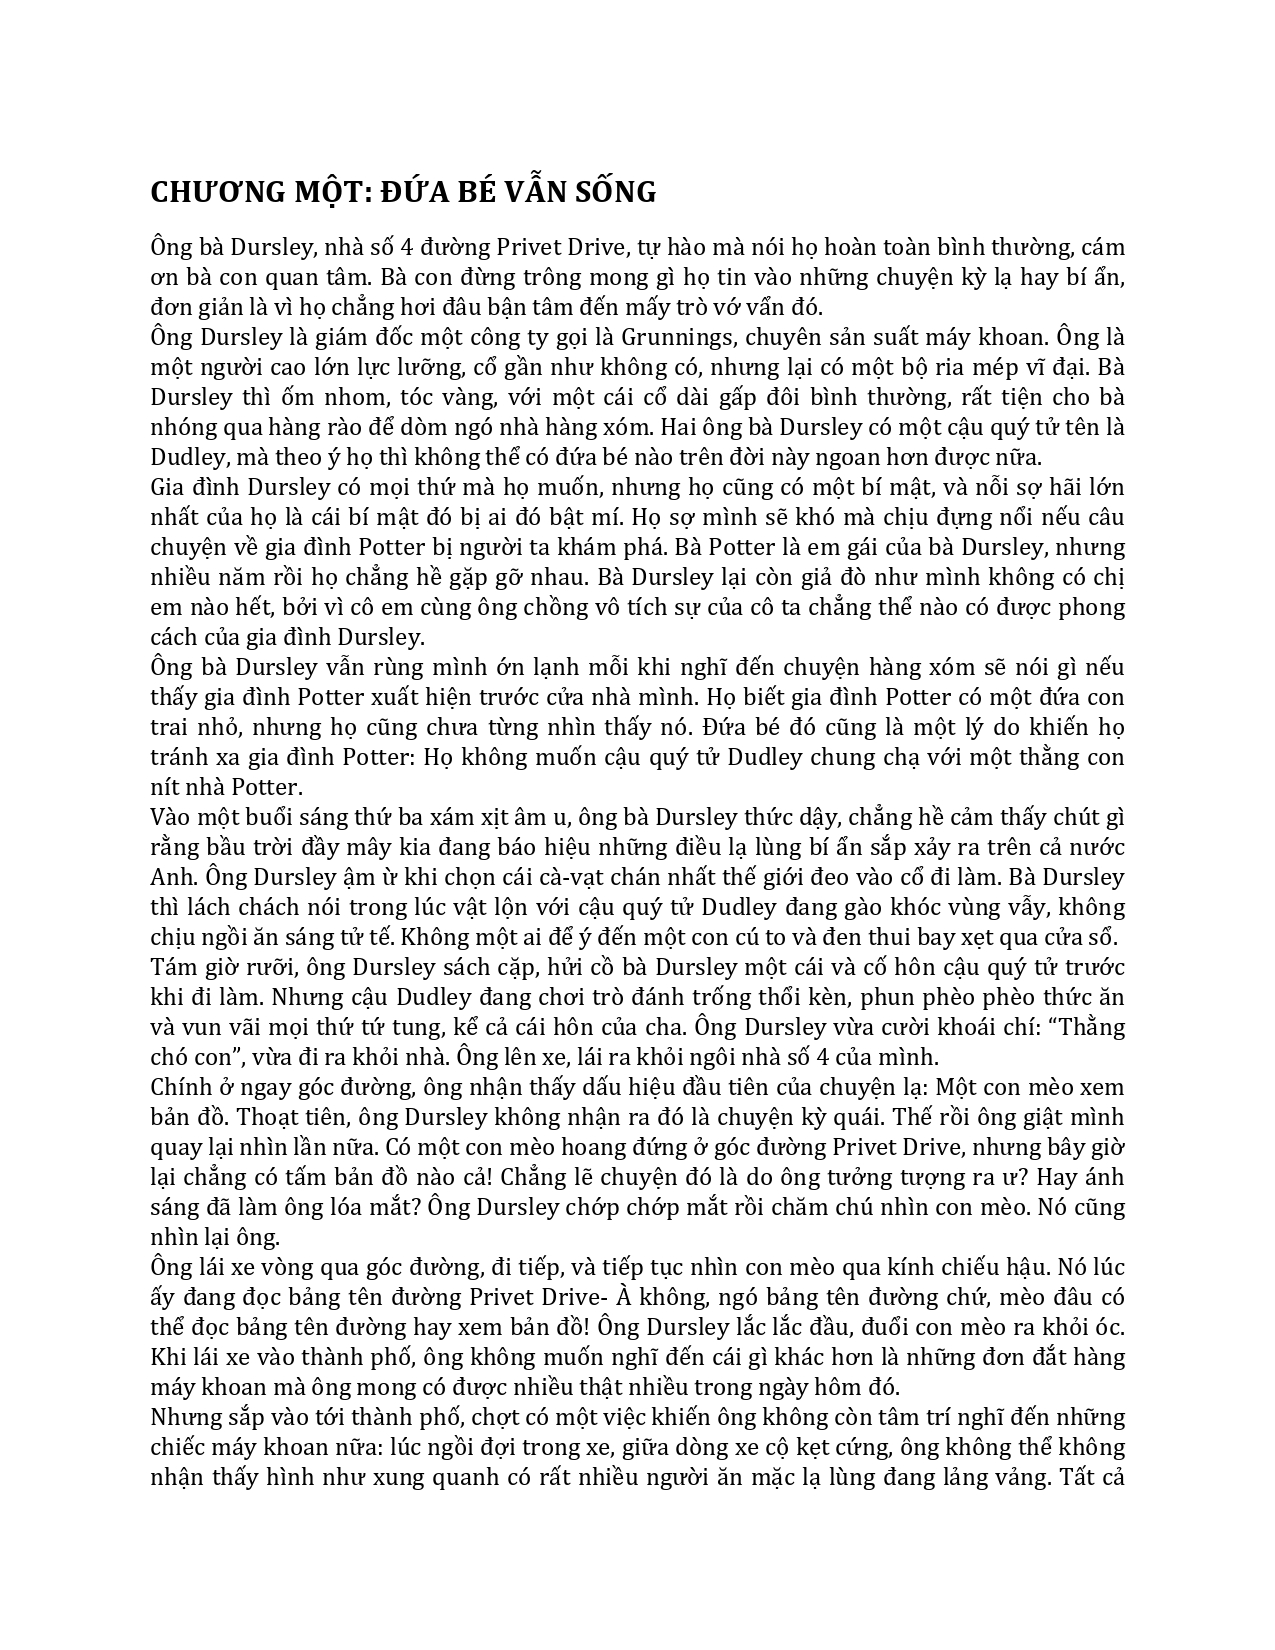 CHƯƠNG MỘT: ĐỨA BÉ VẪN SỐNG
Ông bà Dursley, nhà số 4 đường Privet Drive, tự hào mà nói họ hoàn toàn bình thường, cám
ơn bà con quan tâm. Bà con đừng trông mong gì họ tin vào những chuyện kỳ lạ hay bí ẩn,
đơn giản là vì họ chẳng hơi đâu bận tâm đến mấy trò vớ vẩn đó.
Ông Dursley là giám đốc một công ty gọi là Grunnings, chuyên sản suất máy khoan. Ông là
một người cao lớn lực lưỡng, cổ gần như không có, nhưng lại có một bộ ria mép vĩ đại. Bà
Dursley thì ốm nhom, tóc vàng, với một cái cổ dài gấp đôi bình thường, rất tiện cho bà
nhóng qua hàng rào để dòm ngó nhà hàng xóm. Hai ông bà Dursley có một cậu quý tử tên là
Dudley, mà theo ý họ thì không thể có đứa bé nào trên đời này ngoan hơn được nữa.
Gia đình Dursley có mọi thứ mà họ muốn, nhưng họ cũng có một bí mật, và nỗi sợ hãi lớn
nhất của họ là cái bí mật đó bị ai đó bật mí. Họ sợ mình sẽ khó mà chịu đựng nổi nếu câu
chuyện về gia đình Potter bị người ta khám phá. Bà Potter là em gái của bà Dursley, nhưng
nhiều năm rồi họ chẳng hề gặp gỡ nhau. Bà Dursley lại còn giả đò như mình không có chị
em nào hết, bởi vì cô em cùng ông chồng vô tích sự của cô ta chẳng thể nào có được phong
cách của gia đình Dursley.
Ông bà Dursley vẫn rùng mình ớn lạnh mỗi khi nghĩ đến chuyện hàng xóm sẽ nói gì nếu
thấy gia đình Potter xuất hiện trước cửa nhà mình. Họ biết gia đình Potter có một đứa con
trai nhỏ, nhưng họ cũng chưa từng nhìn thấy nó. Đứa bé đó cũng là một lý do khiến họ
tránh xa gia đình Potter: Họ không muốn cậu quý tử Dudley chung chạ với một thằng con
nít nhà Potter.
Vào một buổi sáng thứ ba xám xịt âm u, ông bà Dursley thức dậy, chẳng hề cảm thấy chút gì
rằng bầu trời đầy mây kia đang báo hiệu những điều lạ lùng bí ẩn sắp xảy ra trên cả nước
Anh. Ông Dursley ậm ừ khi chọn cái cà-vạt chán nhất thế giới đeo vào cổ đi làm. Bà Dursley
thì lách chách nói trong lúc vật lộn với cậu quý tử Dudley đang gào khóc vùng vẫy, không
chịu ngồi ăn sáng tử tế. Không một ai để ý đến một con cú to và đen thui bay xẹt qua cửa sổ.
Tám giờ rưỡi, ông Dursley sách cặp, hửi cồ bà Dursley một cái và cố hôn cậu quý tử trước
khi đi làm. Nhưng cậu Dudley đang chơi trò đánh trống thổi kèn, phun phèo phèo thức ăn
và vun vãi mọi thứ tứ tung, kể cả cái hôn của cha. Ông Dursley vừa cười khoái chí: “Thằng
chó con”, vừa đi ra khỏi nhà. Ông lên xe, lái ra khỏi ngôi nhà số 4 của mình.
Chính ở ngay góc đường, ông nhận thấy dấu hiệu đầu tiên của chuyện lạ: Một con mèo xem
bản đồ. Thoạt tiên, ông Dursley không nhận ra đó là chuyện kỳ quái. Thế rồi ông giật mình
quay lại nhìn lần nữa. Có một con mèo hoang đứng ở góc đường Privet Drive, nhưng bây giờ
lại chẳng có tấm bản đồ nào cả! Chẳng lẽ chuyện đó là do ông tưởng tượng ra ư? Hay ánh
sáng đã làm ông lóa mắt? Ông Dursley chớp chớp mắt rồi chăm chú nhìn con mèo. Nó cũng
nhìn lại ông.
Ông lái xe vòng qua góc đường, đi tiếp, và tiếp tục nhìn con mèo qua kính chiếu hậu. Nó lúc
ấy đang đọc bảng tên đường Privet Drive- À không, ngó bảng tên đường chứ, mèo đâu có
thể đọc bảng tên đường hay xem bản đồ! Ông Dursley lắc lắc đầu, đuổi con mèo ra khỏi óc.
Khi lái xe vào thành phố, ông không muốn nghĩ đến cái gì khác hơn là những đơn đắt hàng
máy khoan mà ông mong có được nhiều thật nhiều trong ngày hôm đó.
Nhưng sắp vào tới thành phố, chợt có một việc khiến ông không còn tâm trí nghĩ đến những
chiếc máy khoan nữa: lúc ngồi đợi trong xe, giữa dòng xe cộ kẹt cứng, ông không thể không
nhận thấy hình như xung quanh có rất nhiều người ăn mặc lạ lùng đang lảng vảng. Tất cả